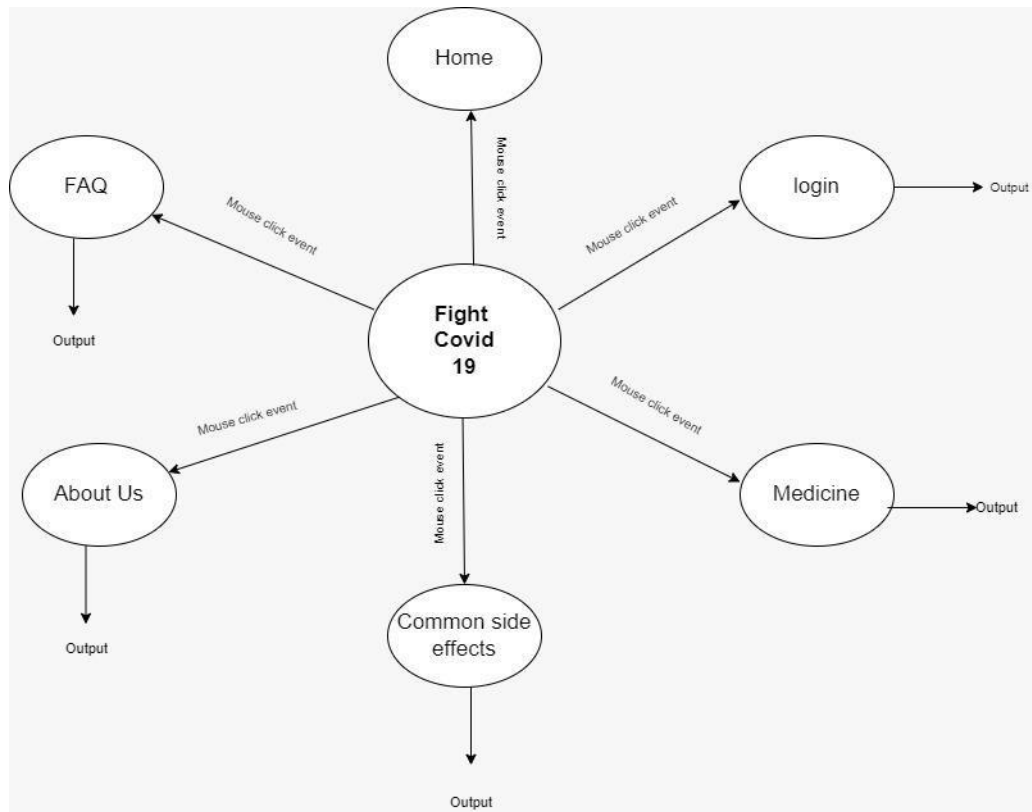 Home
Mouse click event
FAQ
Mouse click event
Output
login
Mouse click event
Output
Fight
Covid
19
About Us
Mouse click event
Output
Mouse click event
Common side
effects
Output
Mouse click event
Medicine
Output